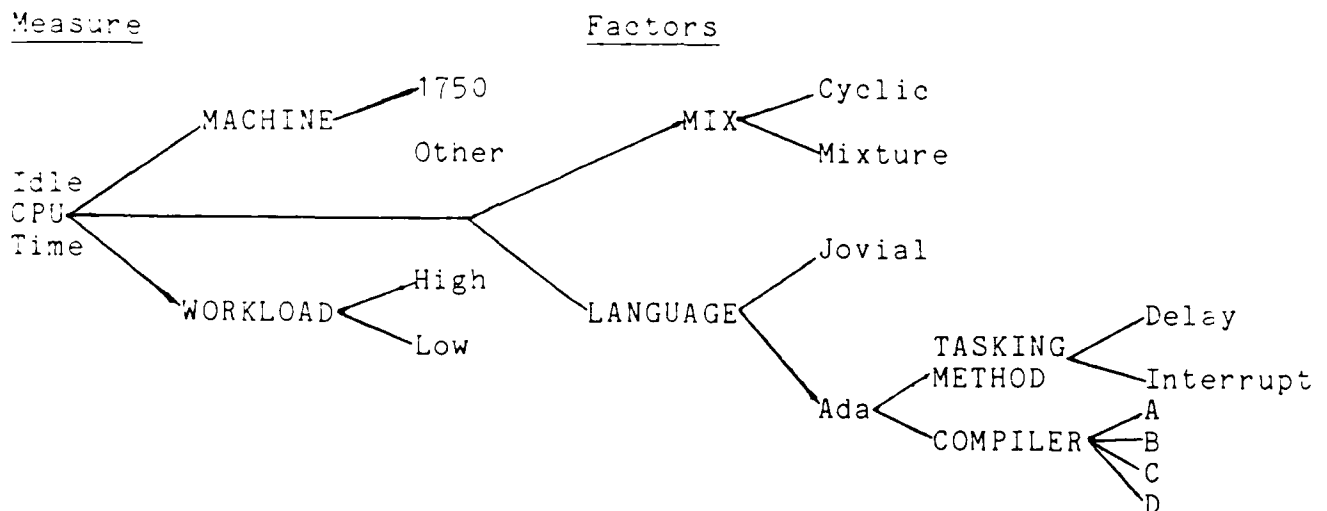 Measure Factors
1750 Cyclic
MACHINE MIX
Other Mixture
Idle
CPU
Time Jovial
High
WORKLOAD LANGUAGE Delay
Low TASKING
METHOD Interrupt
Ada A
COMPILER B
C
D